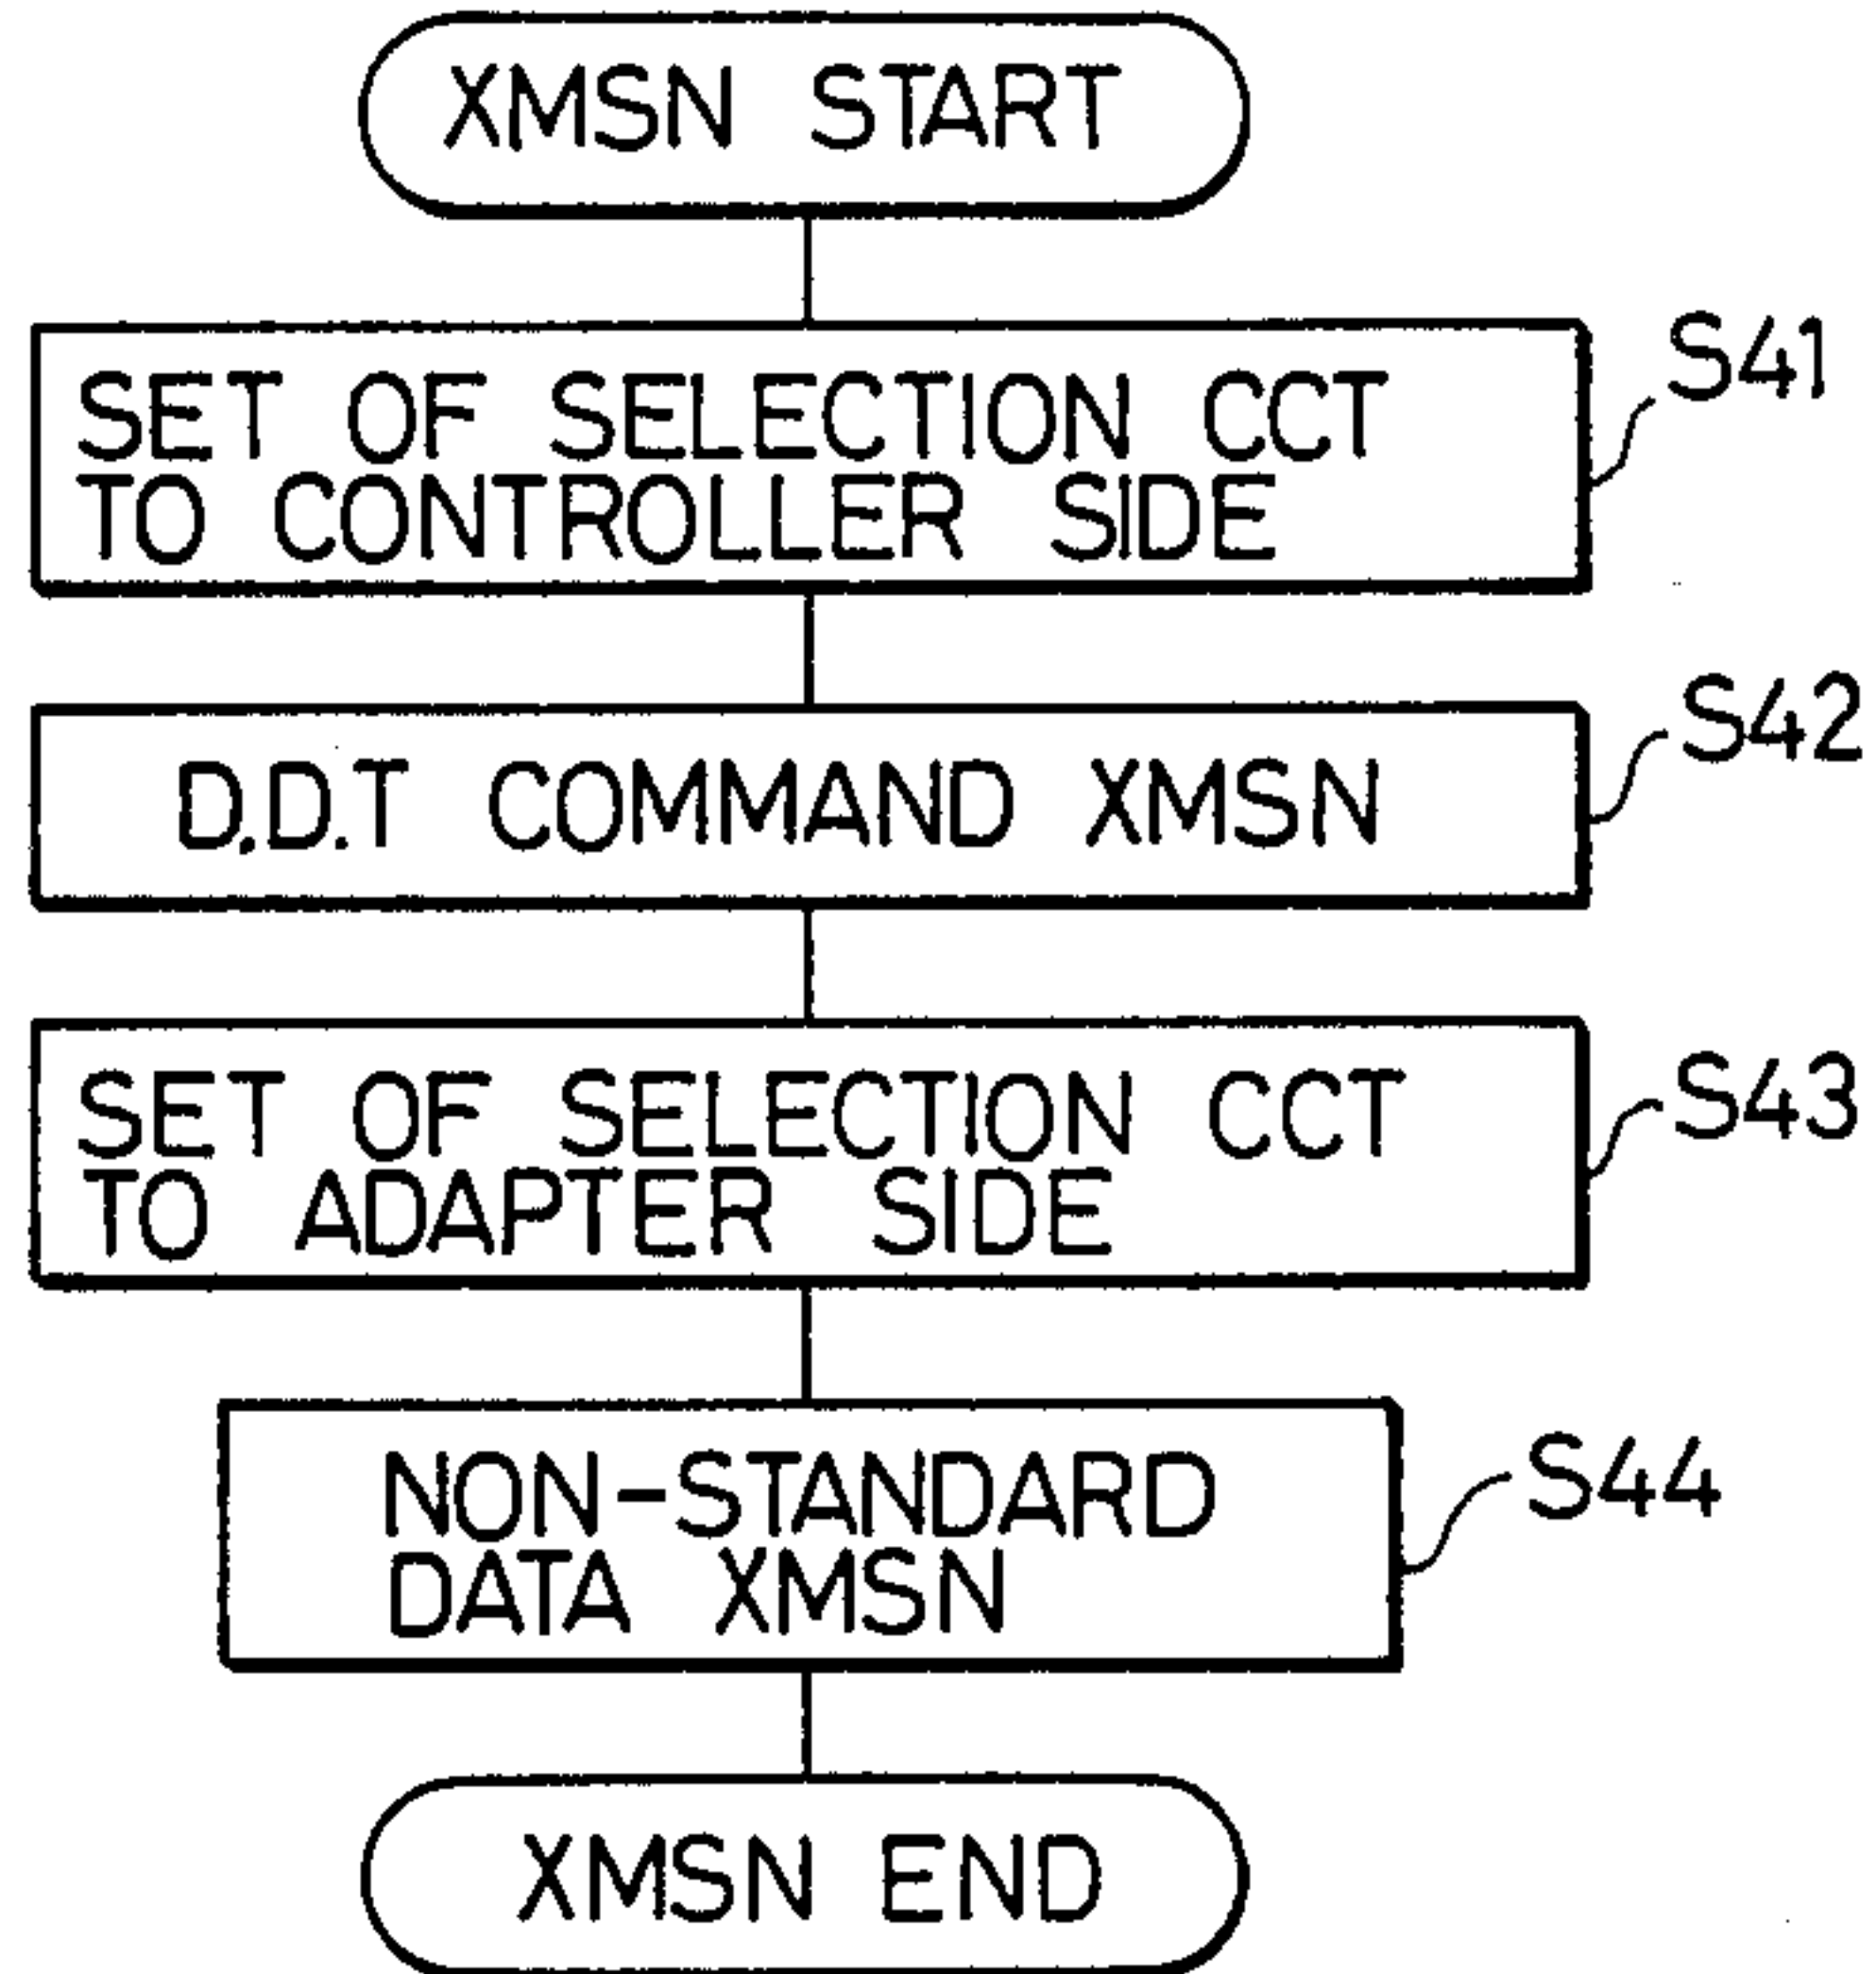 XMSN START
SET OF SELECTION CCT
TO CONTROLLER SIDE
S41
D.D.T COMMAND XMSN
S42
SET OF SELECTION CCT
TO ADAPTER SIDE
S43
NON-STANDARD
DATA XMSN
S44
XMSN END